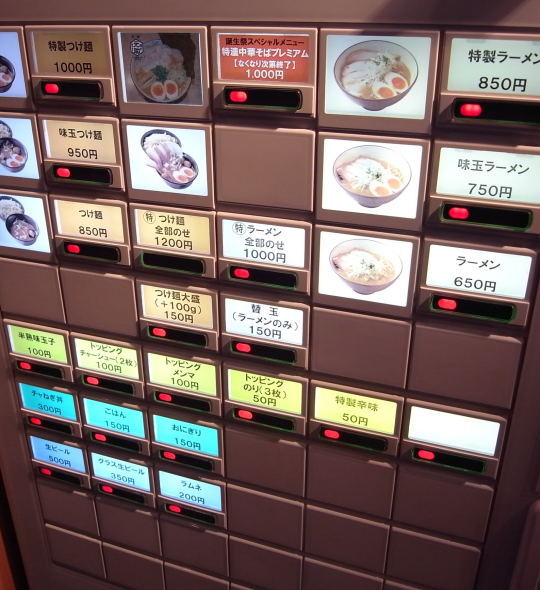 特製つけ麺
1000円
誕生祭スペシャルメニュー
特濃中華そばプレミアム
[なくなり次第終了]
1,000円
特製ラーメン
850円
味玉つけ麺
950円
味玉ラーメン
750円
つけ麺
850円
特 つけ麺
全部のせ
1200円
特 ラーメン
全部のせ
1000円
ラーメン
650円
つけ麺大盛
(+100g)
150円
替 玉
(ラーメンのみ)
150円
半熟味玉子
100円
トッピング
チャーシュー(2枚)
100円
トッピング
メンマ
100円
トッピング
のり(3枚)
50円
特製辛味
50円
チャねぎ丼
300円
ごはん
150円
おにぎり
150円
生ビール
500円
グラス生ビール
350円
ラムネ
200円